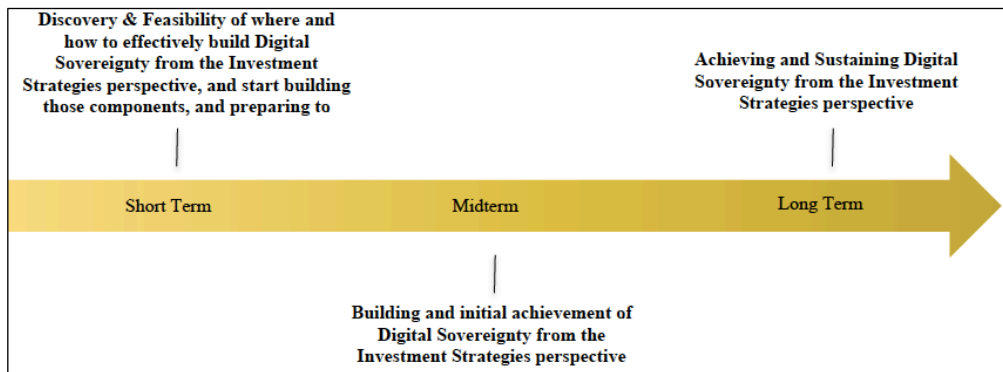 Discovery & Feasibility of where and
how to effectively build Digital
Sovereignty from the Investment
Strategies perspective, and start building
those components, and preparing to
Achieving and Sustaining Digital
Sovereignty from the Investment
Strategies perspective
Short Term
Midterm
Long Term
Building and initial achievement of
Digital Sovereignty from the
Investment Strategies perspective